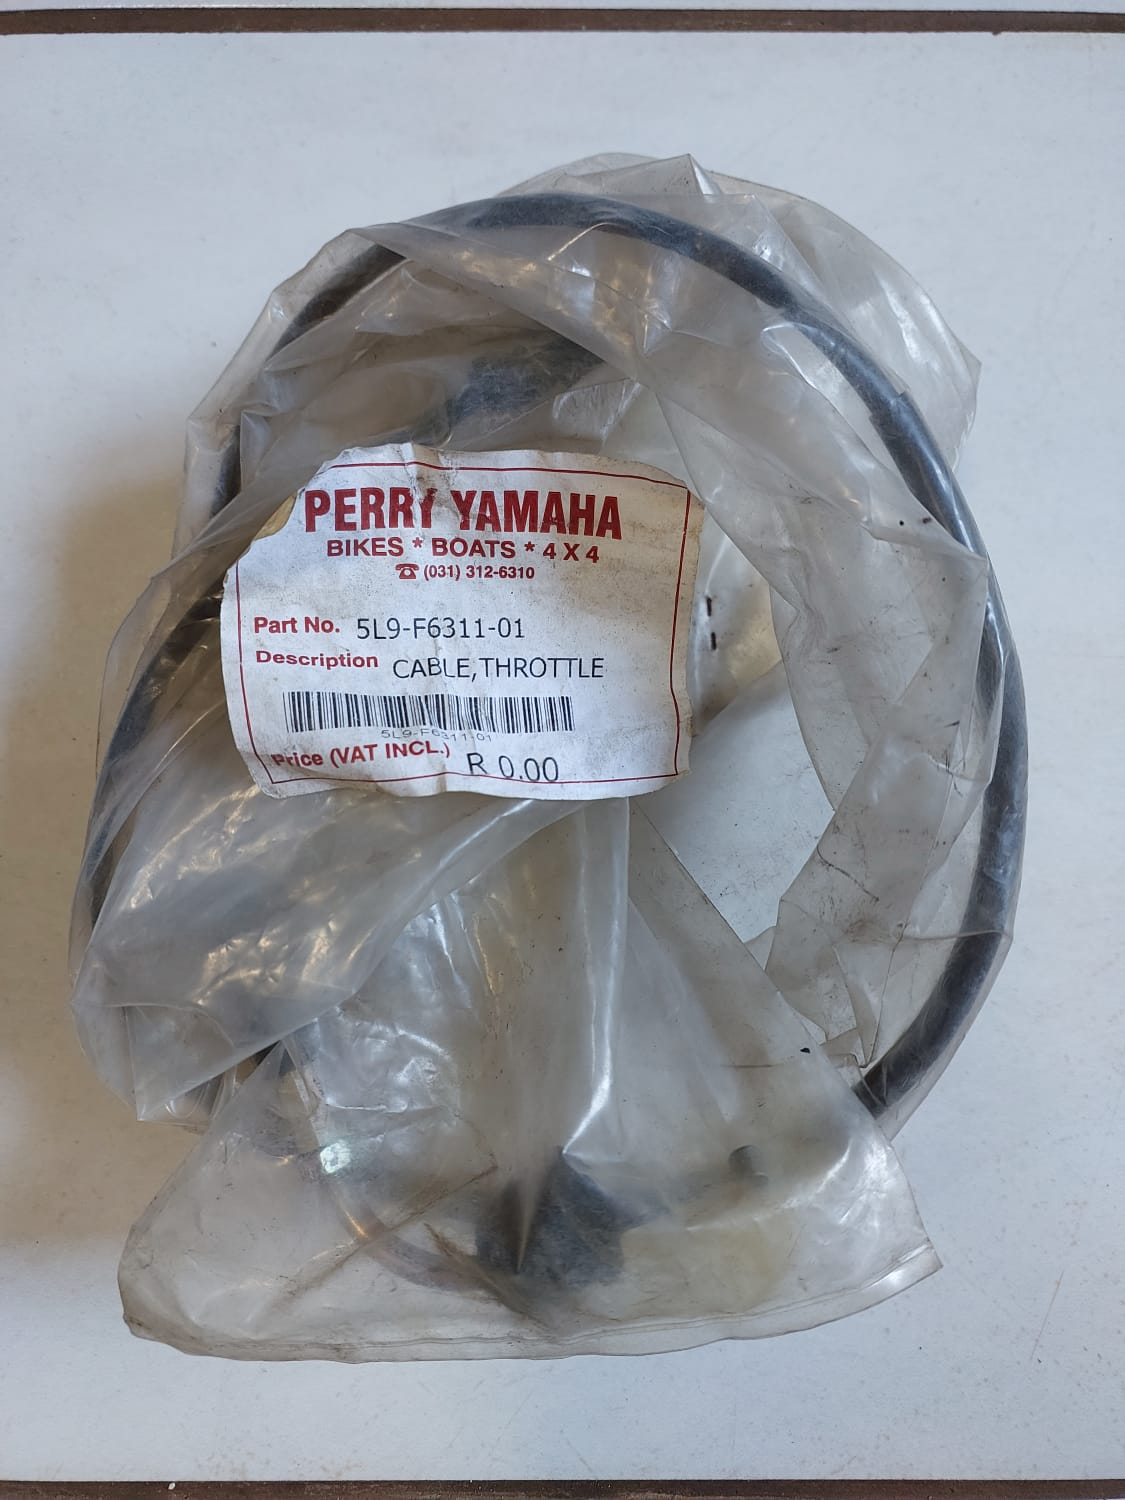 PERRY YAMAHA
BIKES * BOATS * 4 X 4
☎ (031) 312-6310
Part No. 5L9-F6311-01
Description CABLE,THROTTLE
5L9-F6311-01
Price (VAT INCL.) R 0.00